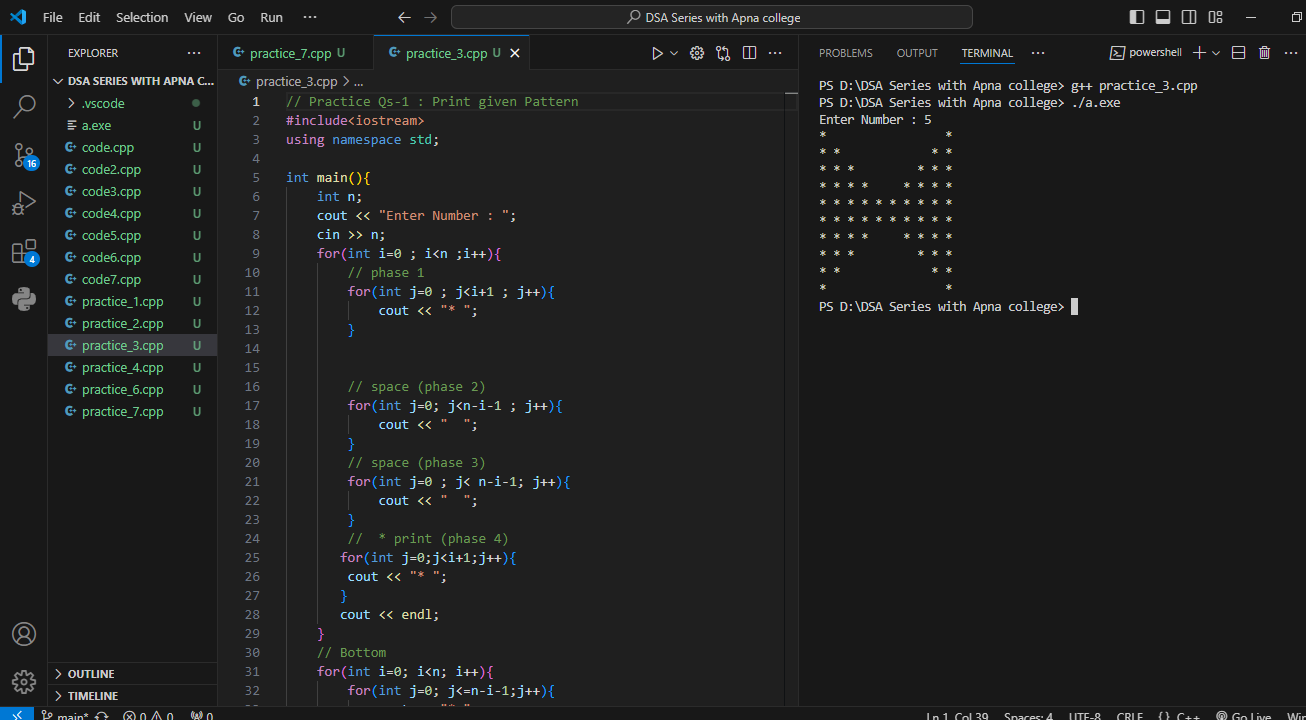 File Edit Selection View Go Run ··· DSA Series with Apna college
EXPLORER ···
DSA SERIES WITH APNA C...
.vscode
a.exe U
code.cpp U
code2.cpp U
code3.cpp U
code4.cpp U
code5.cpp U
code6.cpp U
code7.cpp U
practice_1.cpp U
practice_2.cpp U
practice_3.cpp U
practice_4.cpp U
practice_6.cpp U
practice_7.cpp U
OUTLINE
TIMELINE
16
4
practice_7.cpp U practice_3.cpp U
practice_3.cpp > ...
1 // Practice Qs-1 : Print given Pattern
2 #include<iostream>
3 using namespace std;
4
5 int main(){
6 int n;
7 cout << "Enter Number : ";
8 cin >> n;
9 for(int i=0 ; i<n ;i++){
10 // phase 1
11 for(int j=0 ; j<i+1 ; j++){
12 cout << "* ";
13 }
14
15
16 // space (phase 2)
17 for(int j=0; j<n-i-1 ; j++){
18 cout << "  ";
19 }
20 // space (phase 3)
21 for(int j=0 ; j< n-i-1; j++){
22 cout << "  ";
23 }
24 //  * print (phase 4)
25 for(int j=0;j<i+1;j++){
26 cout << "* ";
27 }
28 cout << endl;
29 }
30 // Bottom
31 for(int i=0; i<n; i++){
32 for(int j=0; j<=n-i-1;j++){
PROBLEMS OUTPUT TERMINAL ··· powershell ···
PS D:\DSA Series with Apna college> g++ practice_3.cpp
PS D:\DSA Series with Apna college> ./a.exe
Enter Number : 5
*                 *
* *             * *
* * *         * * *
* * * *     * * * *
* * * * * * * * * *
* * * * * * * * * *
* * * *     * * * *
* * *         * * *
* *             * *
*                 *
PS D:\DSA Series with Apna college>
main* 0 0 0 Ln 1, Col 39 Spaces: 4 UTF-8 CRLF {} C++ Go Live